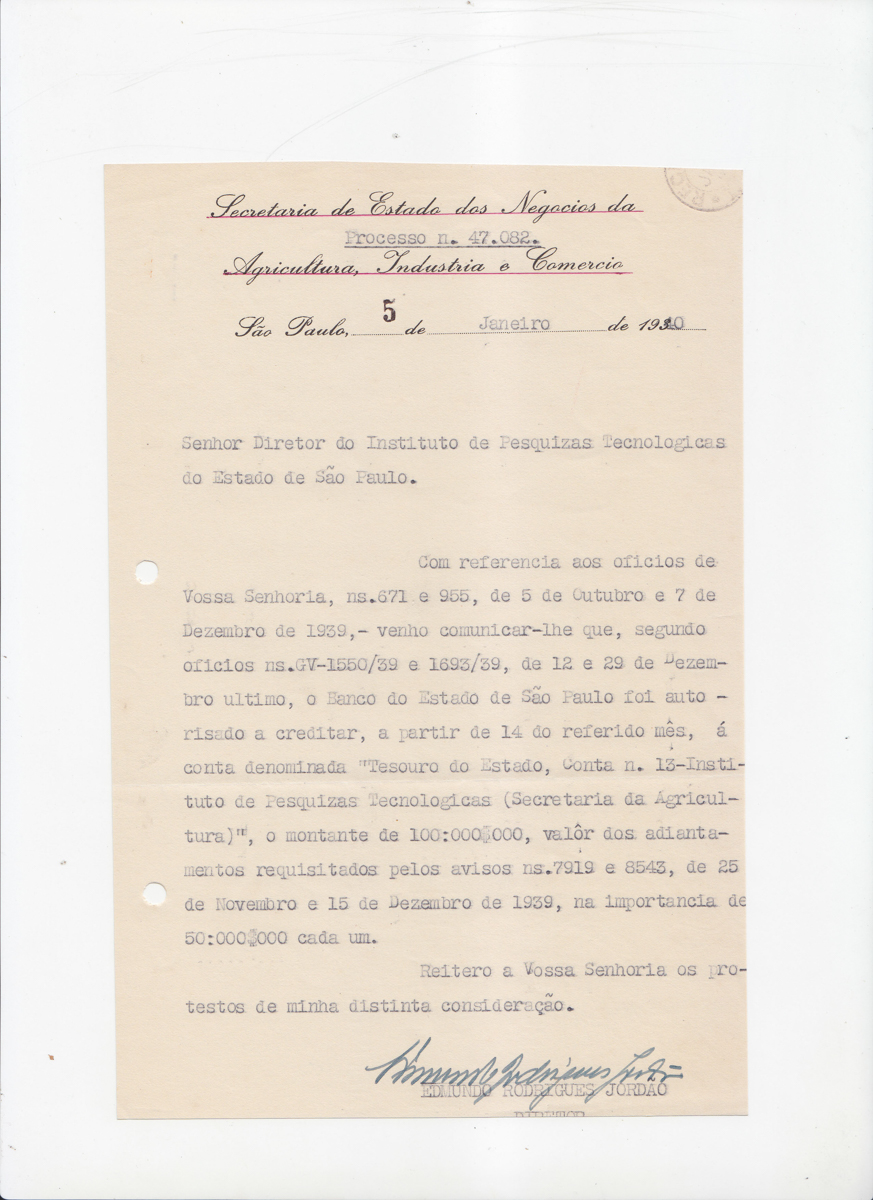 Secretaria de Estado dos Negocios da
Processo n. 47.082.
Agricultura, Industria e Comercio
São Paulo, 5 de Janeiro de 1940
Senhor Diretor do Instituto de Pesquizas Tecnologicas
do Estado de São Paulo.
Com referencia aos oficios de
Vossa Senhoria, ns.671 e 955, de 5 de Outubro e 7 de
Dezembro de 1939,- venho comunicar-lhe que, segundo
oficios ns.GV-1550/39 e 1693/39, de 12 e 29 de Dezem-
bro ultimo, o Banco do Estado de São Paulo foi auto -
risado a creditar, a partir de 14 do referido mês, á
conta denominada "Tesouro do Estado, Conta n. 13-Insti-
tuto de Pesquizas Tecnologicas (Secretaria da Agricul-
tura)", o montante de 100:000$000, valôr dos adianta-
mentos requisitados pelos avisos ns.7919 e 8543, de 25
de Novembro e 15 de Dezembro de 1939, na importancia de
50:000$000 cada um.
Reitero a Vossa Senhoria os pro-
testos de minha distinta consideração.
Edmundo Rodrigues Jordão
EDMUNDO RODRIGUES JORDÃO
DIRETOR